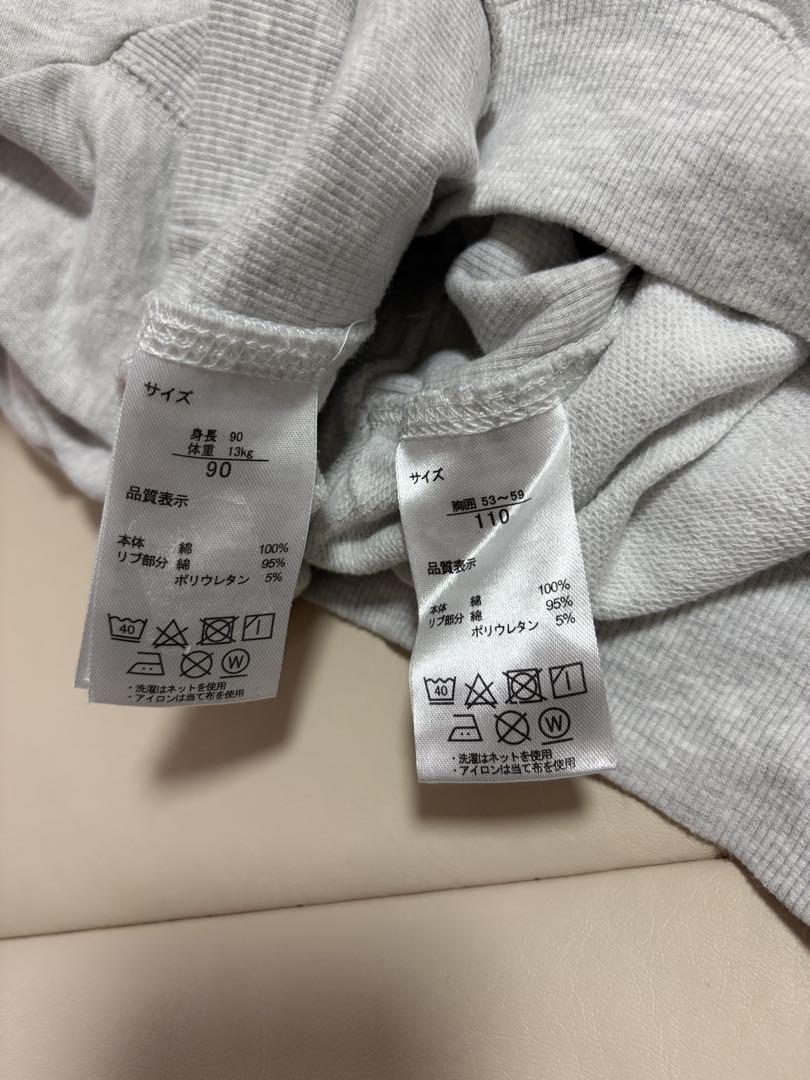 サイズ
身長 90
体重 13kg
90
品質表示
本体 綿 100%
リブ部分 綿 95%
ポリウレタン 5%
40
W
・洗濯はネットを使用
・アイロンは当て布を使用
サイズ
胸囲 53～59
110
品質表示
本体 綿 100%
リブ部分 綿 95%
ポリウレタン 5%
40
W
・洗濯はネットを使用
・アイロンは当て布を使用